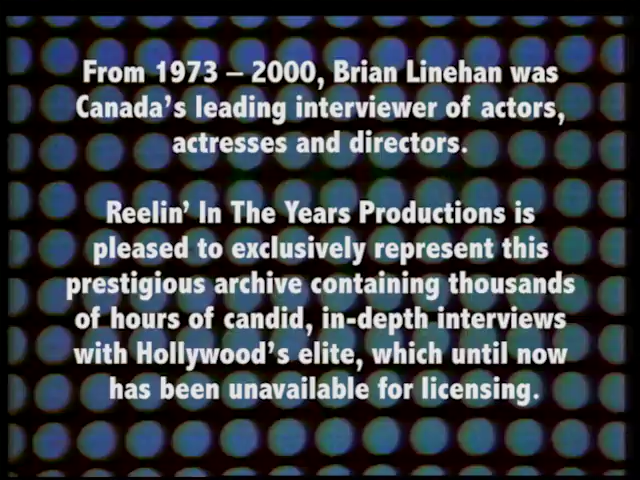 From 1973 – 2000, Brian Linehan was
Canada's leading interviewer of actors,
actresses and directors.
Reelin' In The Years Productions is
pleased to exclusively represent this
prestigious archive containing thousands
of hours of candid, in-depth interviews
with Hollywood's elite, which until now
has been unavailable for licensing.